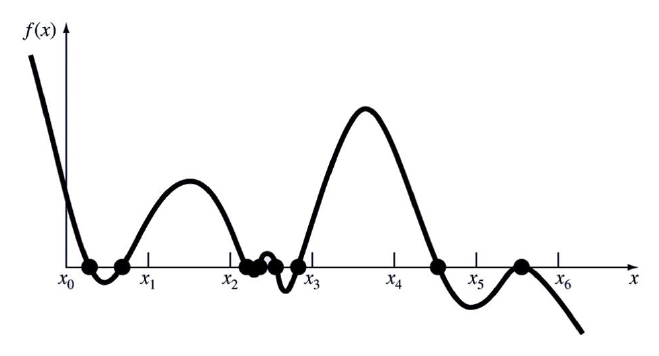 f(x)
x₀ x₁ x₂ x₃ x₄ x₅ x₆ x